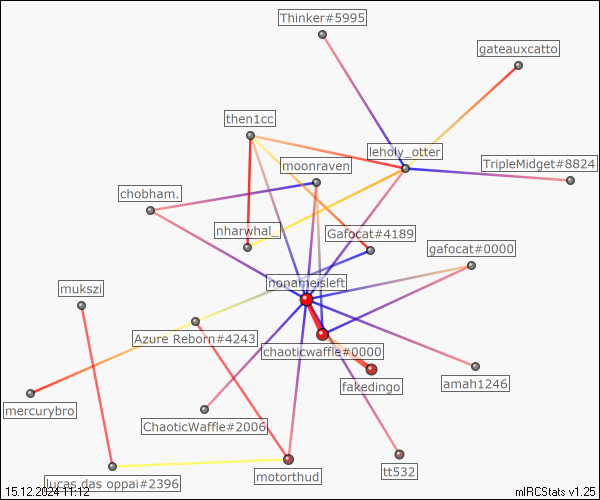 Thinker#5995
gateauxcatto
then1cc
leholy_otter
moonraven
TripleMidget#8824
chobham.
nharwhal_
Gafocat#4189
gafocat#0000
nonameisleft
mukszi
Azure Reborn#4243
chaoticwaffle#0000
fakedingo
amah1246
mercurybro
ChaoticWaffle#2006
motorthud
tt532
lucas das oppai#2396
15.12.2024 11:12
mIRCStats v1.25